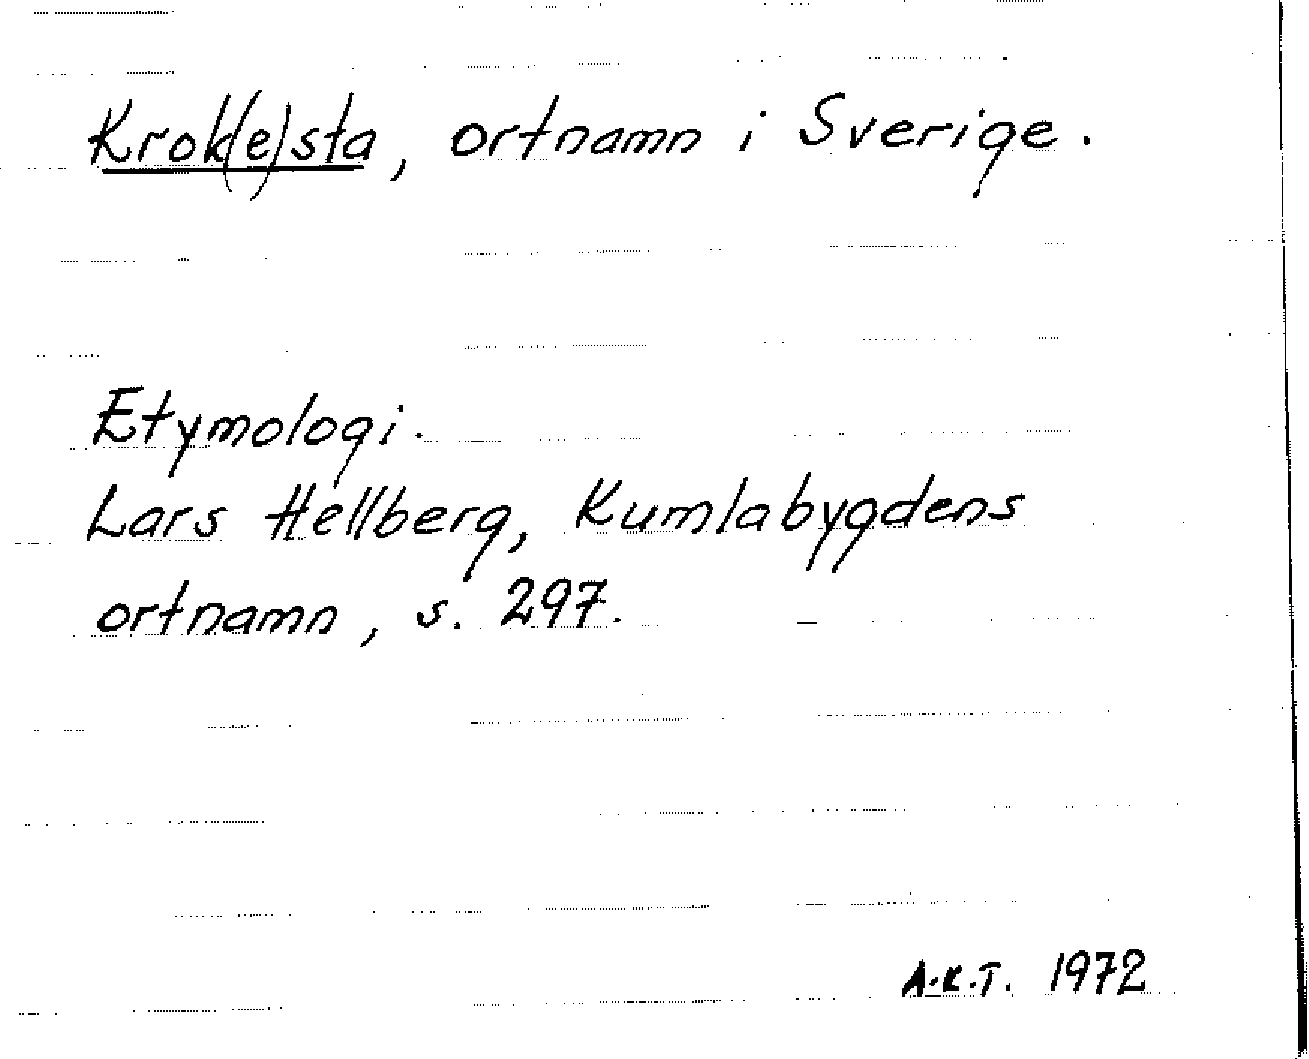 Krok(e)sta, ortnamn i Sverige.
Etymologi.
Lars Hellberg, Kumlabygdens
ortnamn, s. 297.
A.K.T. 1972